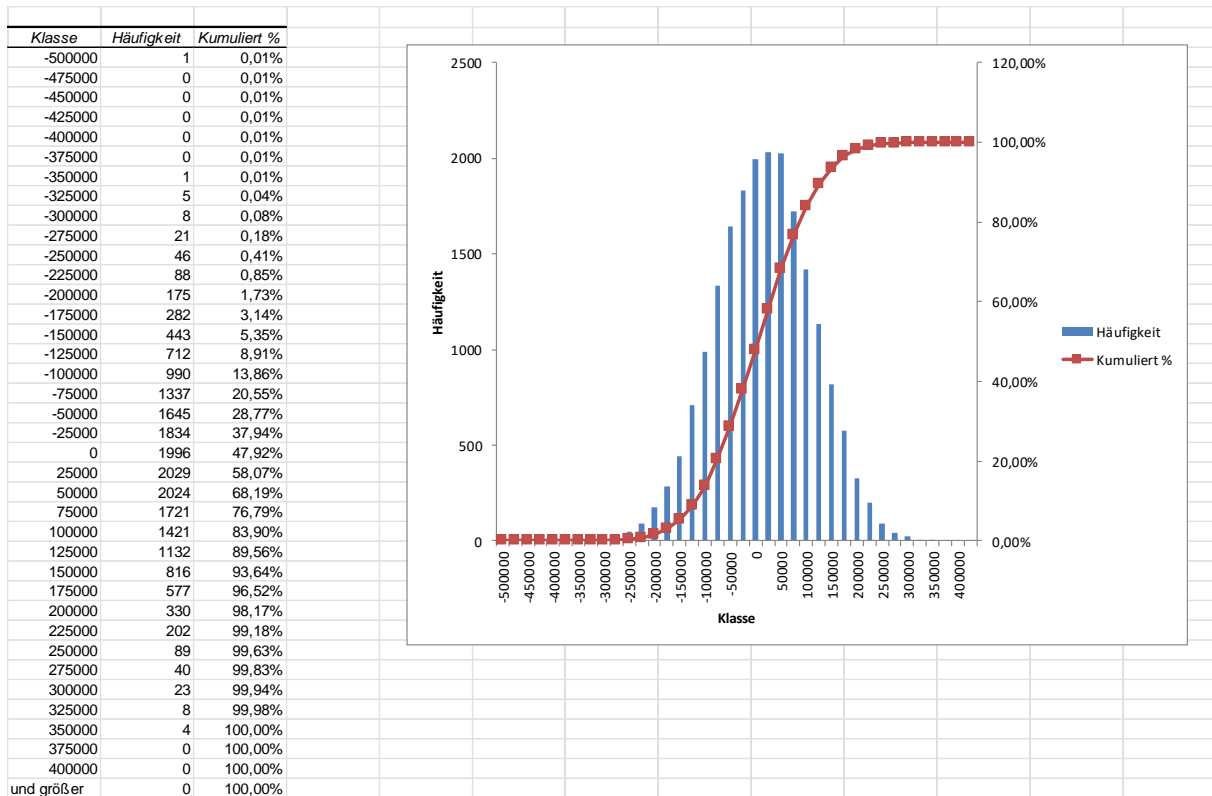 Klasse Häufigkeit Kumuliert %
-500000 1 0,01%
-475000 0 0,01%
-450000 0 0,01%
-425000 0 0,01%
-400000 0 0,01%
-375000 0 0,01%
-350000 1 0,01%
-325000 5 0,04%
-300000 8 0,08%
-275000 21 0,18%
-250000 46 0,41%
-225000 88 0,85%
-200000 175 1,73%
-175000 282 3,14%
-150000 443 5,35%
-125000 712 8,91%
-100000 990 13,86%
-75000 1337 20,55%
-50000 1645 28,77%
-25000 1834 37,94%
0 1996 47,92%
25000 2029 58,07%
50000 2024 68,19%
75000 1721 76,79%
100000 1421 83,90%
125000 1132 89,56%
150000 816 93,64%
175000 577 96,52%
200000 330 98,17%
225000 202 99,18%
250000 89 99,63%
275000 40 99,83%
300000 23 99,94%
325000 8 99,98%
350000 4 100,00%
375000 0 100,00%
400000 0 100,00%
und größer 0 100,00%
2500
2000
1500
1000
500
0
Häufigkeit
120,00%
100,00%
80,00%
60,00%
40,00%
20,00%
0,00%
-500000
-450000
-400000
-350000
-300000
-250000
-200000
-150000
-100000
-50000
0
50000
100000
150000
200000
250000
300000
350000
400000
Klasse
Häufigkeit
Kumuliert %